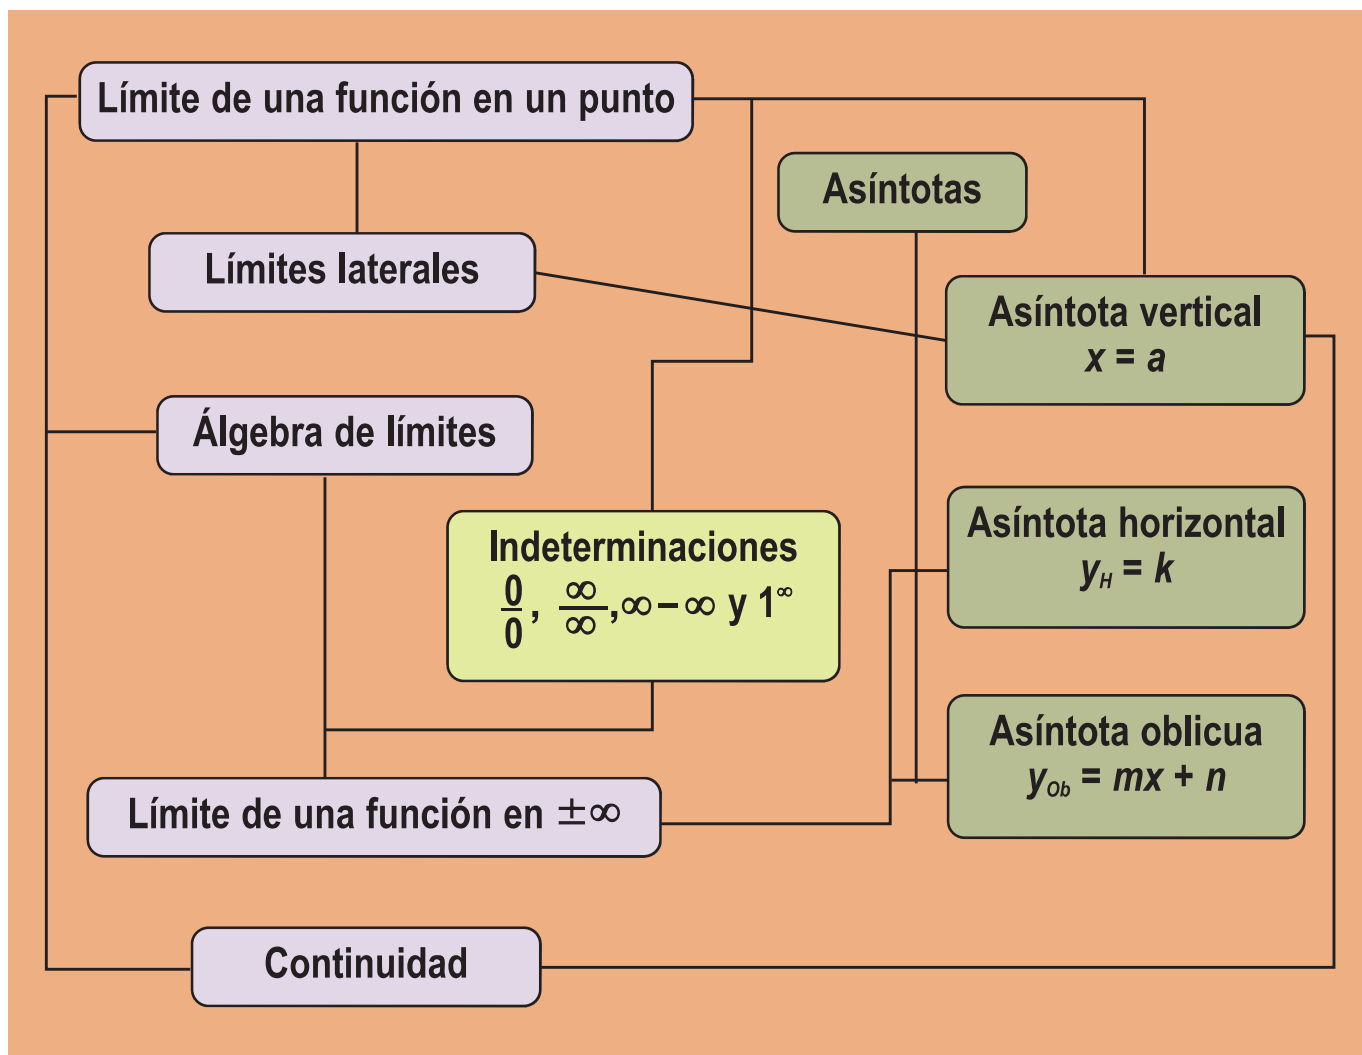 Límite de una función en un punto
Asíntotas
Límites laterales
Asíntota vertical
x = a
Álgebra de límites
Indeterminaciones
0/0, ∞/∞, ∞ − ∞ y 1^∞
Asíntota horizontal
y_H = k
Asíntota oblicua
y_Ob = mx + n
Límite de una función en ±∞
Continuidad